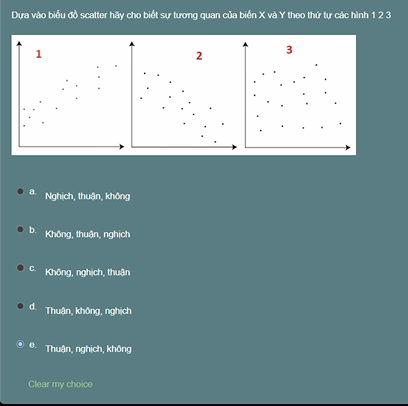 Dựa vào biểu đồ scatter hãy cho biết sự tương quan của biến X và Y theo thứ tự các hình 1 2 3
1
2
3
a. Nghịch, thuận, không
b. Không, thuận, nghịch
c. Không, nghịch, thuận
d. Thuận, không, nghịch
e. Thuận, nghịch, không
Clear my choice